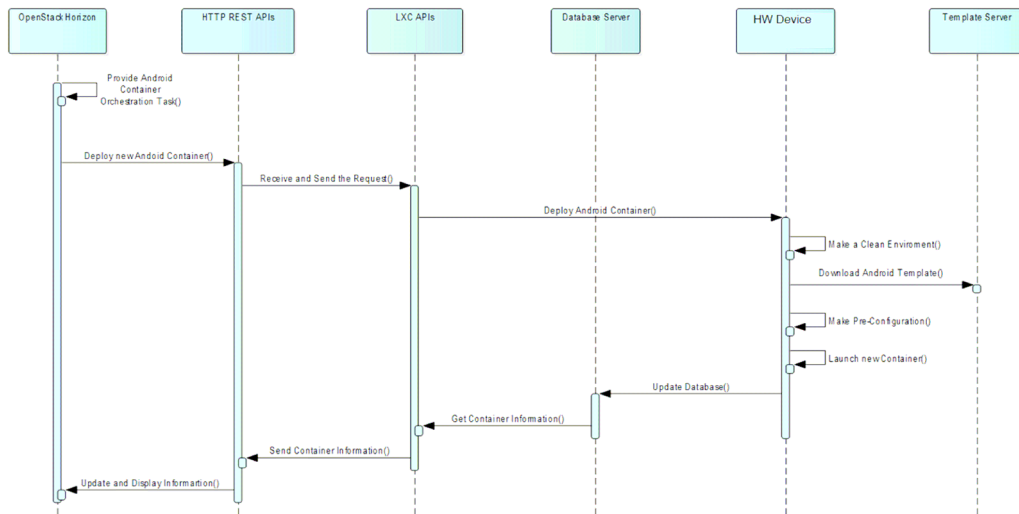 OpenStack Horizon
HTTP REST APIs
LXC APIs
Database Server
HW Device
Template Server
Provide Android
Container
Orchestration Task()
Deploy new Andoid Container()
Receive and Send the Request()
Deploy Android Container()
Make a Clean Enviroment()
Download Android Template()
Make Pre-Configuration()
Launch new Container()
Update Database()
Get Container Information()
Send Container Information()
Update and Display Information()